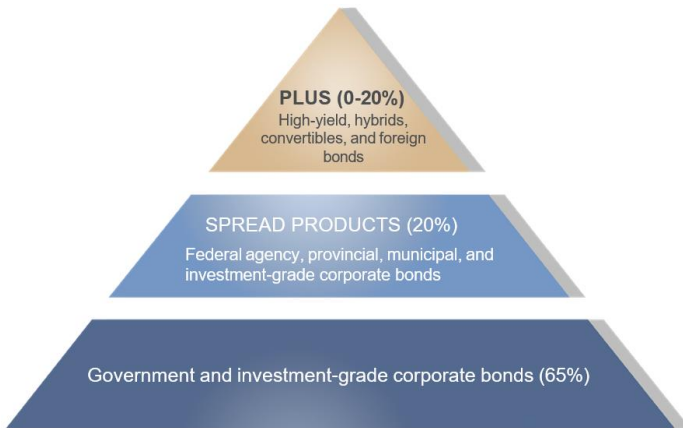 PLUS (0-20%)
High-yield, hybrids,
convertibles, and foreign
bonds
SPREAD PRODUCTS (20%)
Federal agency, provincial, municipal, and
investment-grade corporate bonds
Government and investment-grade corporate bonds (65%)